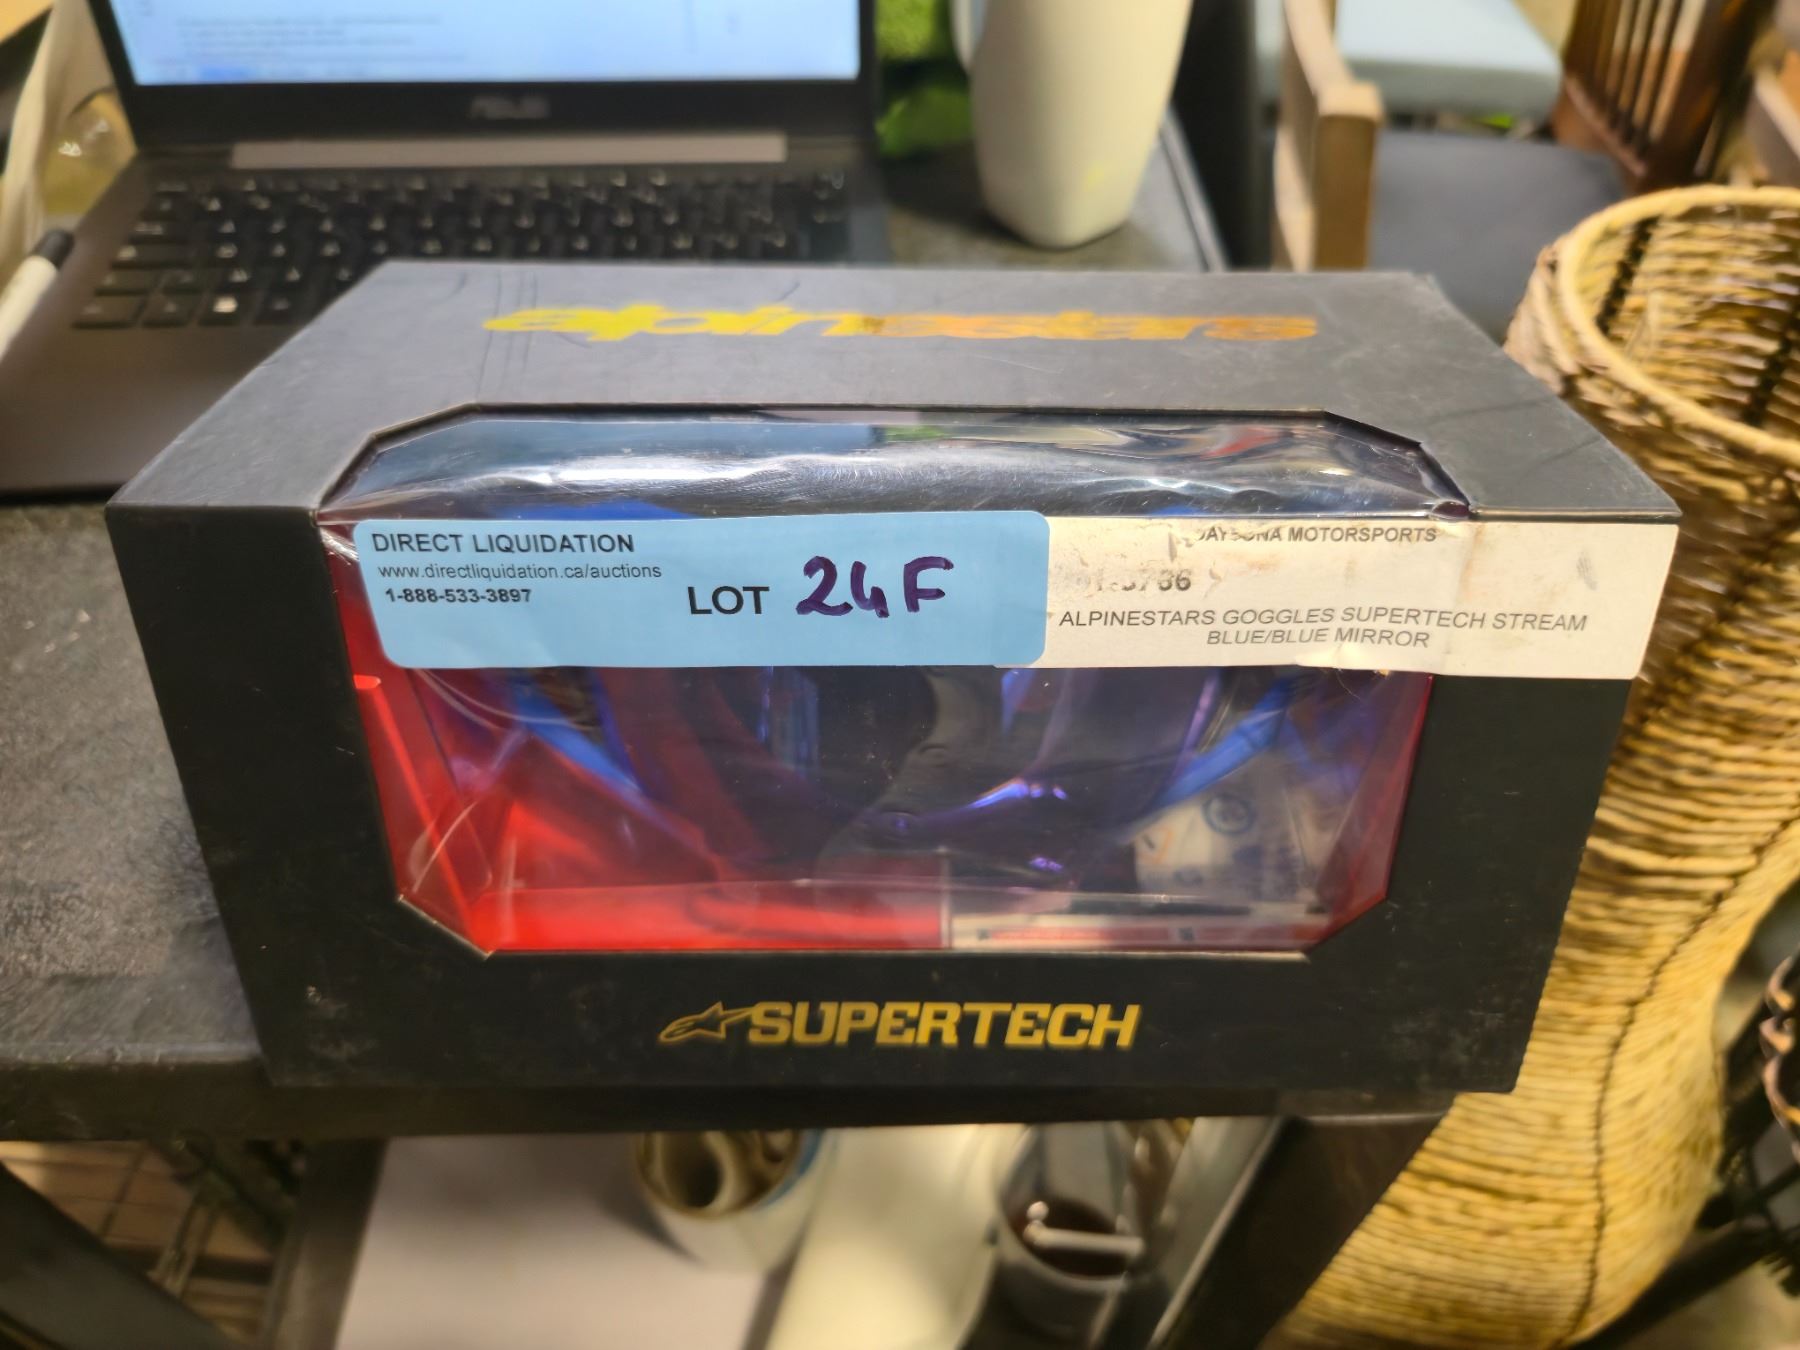 ASUS
alpinestars
DIRECT LIQUIDATION
www.directliquidation.ca/auctions
1-888-533-3897
LOT 24F
MOTORSPORTS
ALPINESTARS GOGGLES SUPERTECH STREAM
BLUE/BLUE MIRROR
SUPERTECH